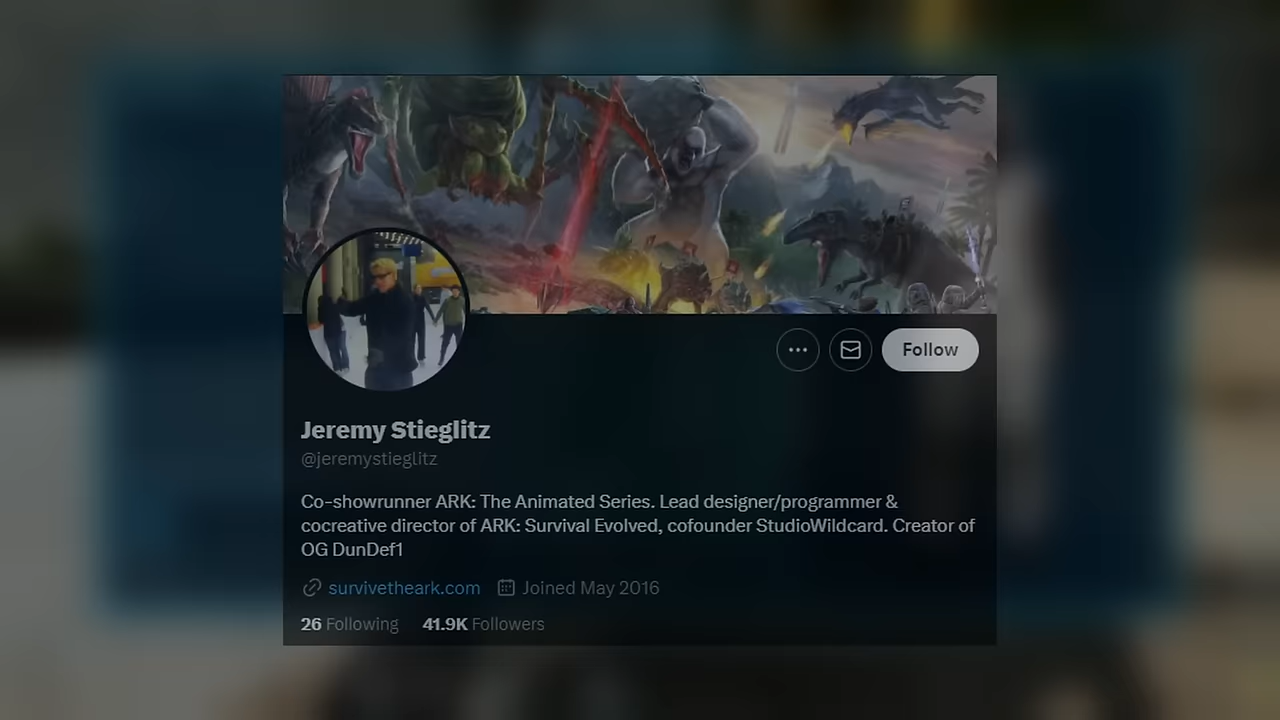 Follow
Jeremy Stieglitz
@jeremystieglitz
Co-showrunner ARK: The Animated Series. Lead designer/programmer &
cocreative director of ARK: Survival Evolved, cofounder StudioWildcard. Creator of
OG DunDef1
survivetheark.com Joined May 2016
26 Following 41.9K Followers